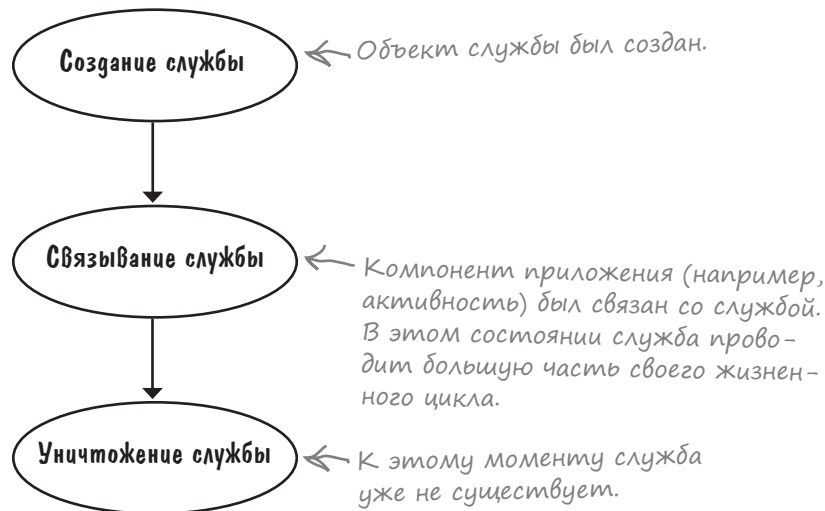 Создание службы
Объект службы был создан.
Связывание службы
Компонент приложения (например,
активность) был связан со службой.
В этом состоянии служба прово-
дит большую часть своего жизнен-
ного цикла.
Уничтожение службы
К этому моменту служба
уже не существует.